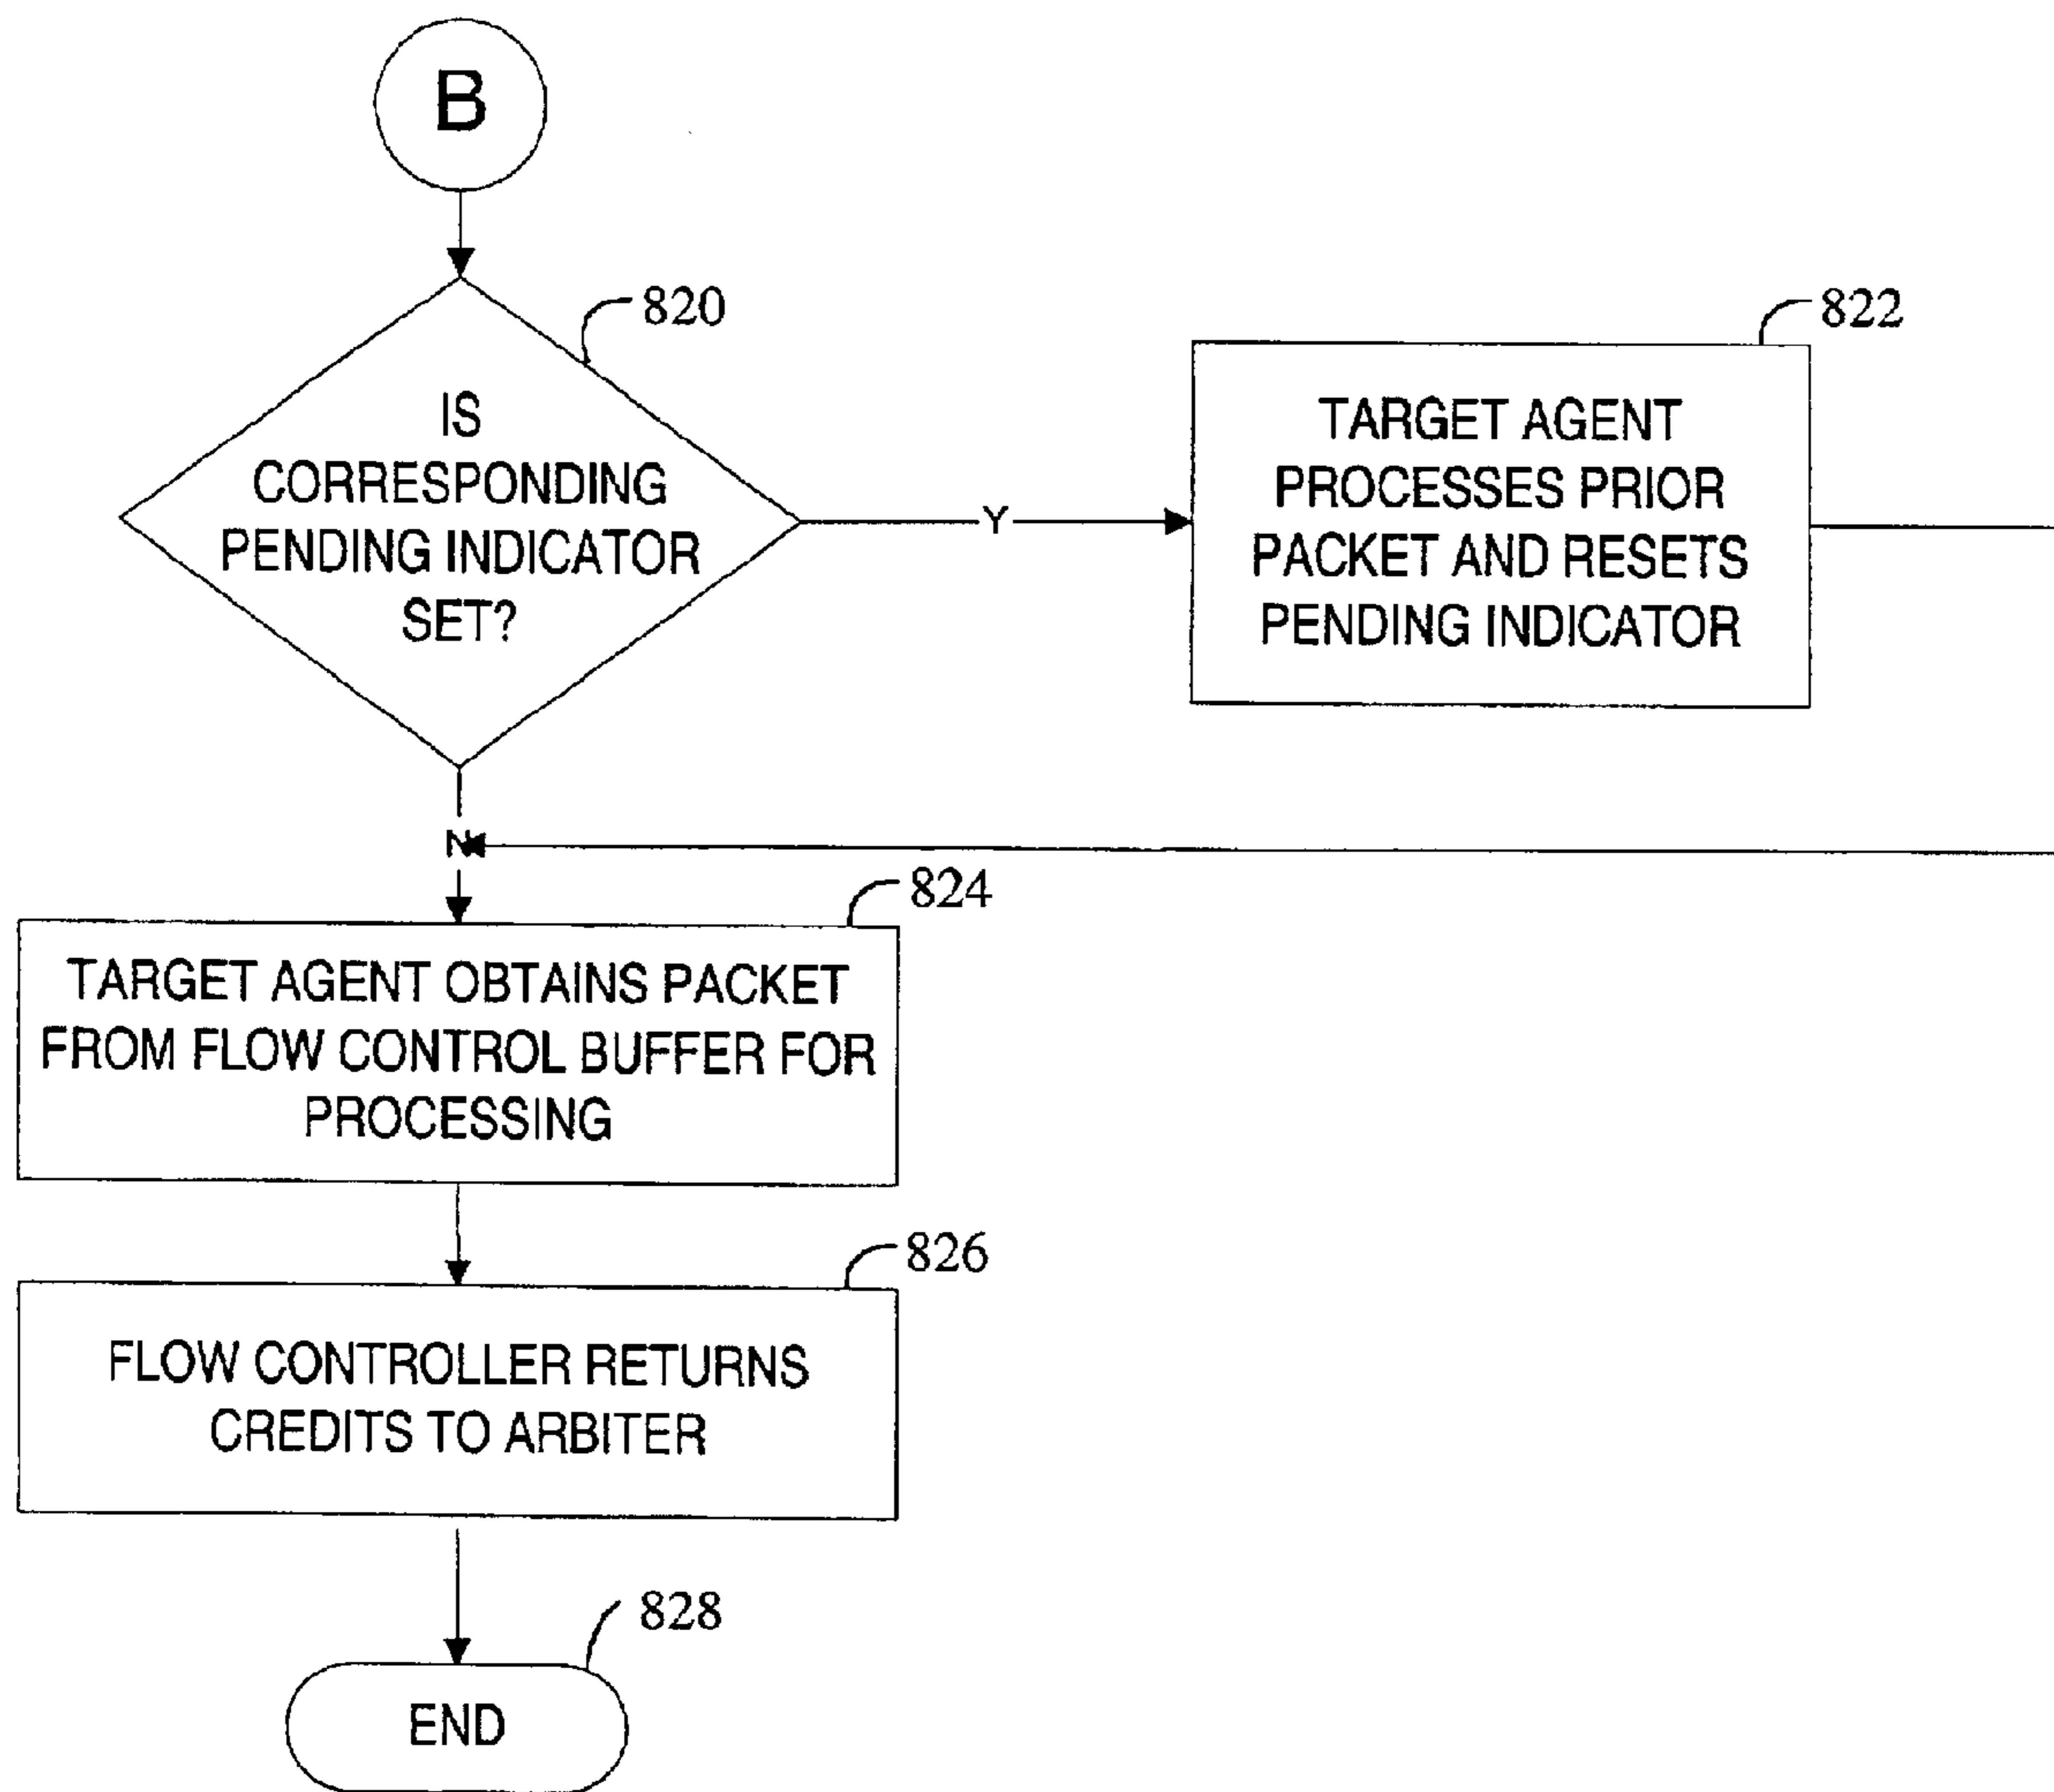 B
820
IS
CORRESPONDING
PENDING INDICATOR
SET?
Y
822
TARGET AGENT
PROCESSES PRIOR
PACKET AND RESETS
PENDING INDICATOR
N
824
TARGET AGENT OBTAINS PACKET
FROM FLOW CONTROL BUFFER FOR
PROCESSING
826
FLOW CONTROLLER RETURNS
CREDITS TO ARBITER
828
END